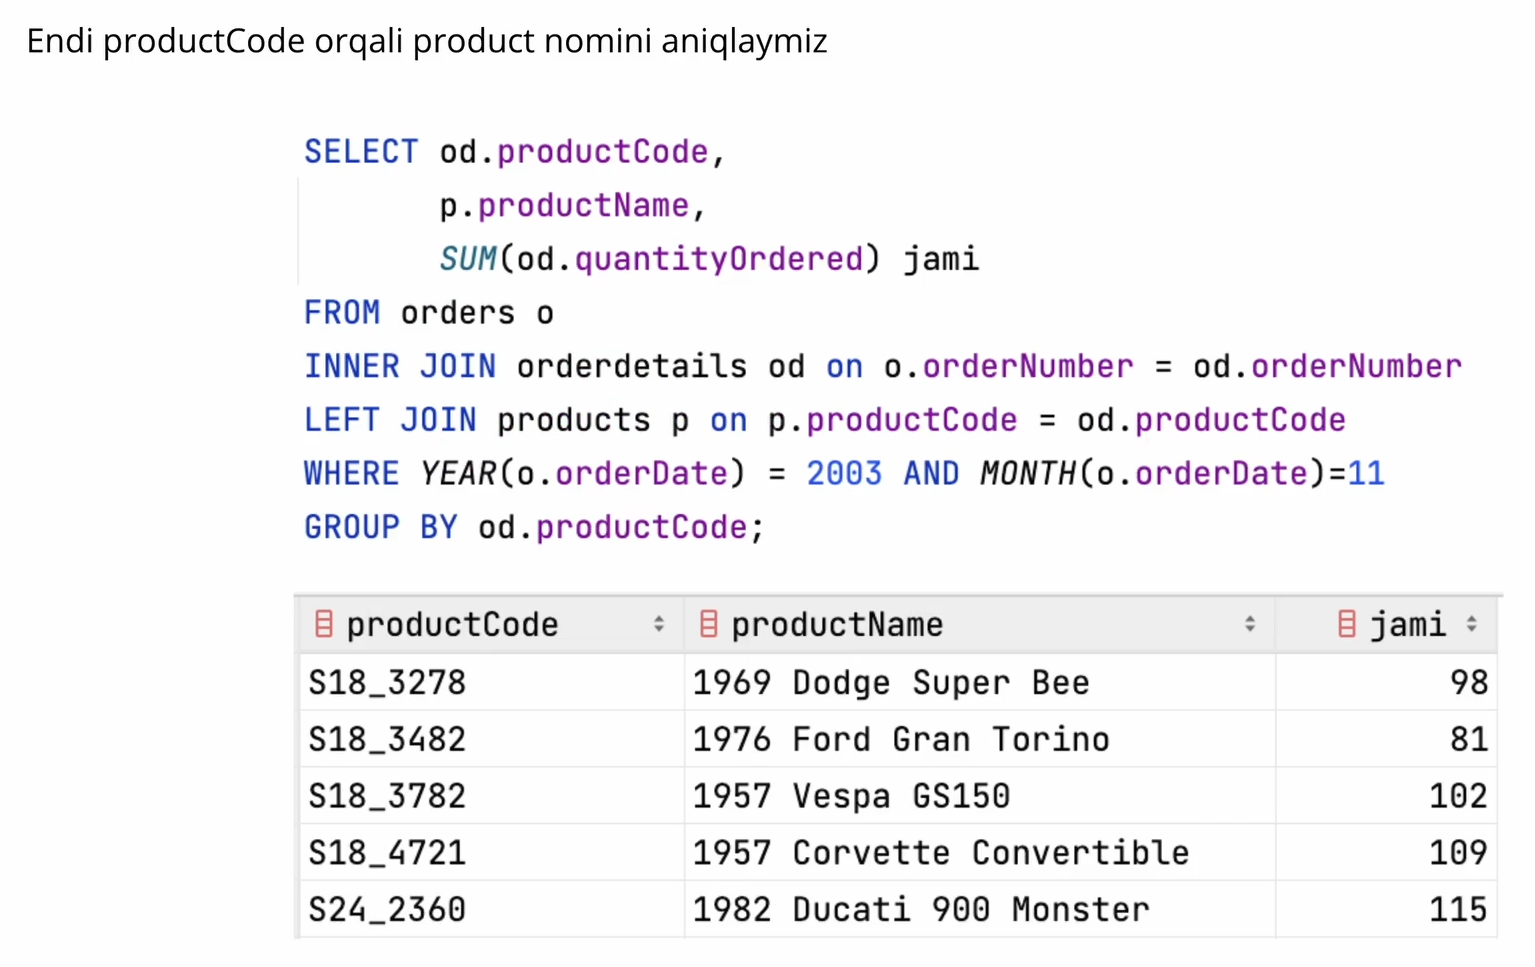 Endi productCode orqali product nomini aniqlaymiz
SELECT od.productCode,
p.productName,
SUM(od.quantityOrdered) jami
FROM orders o
INNER JOIN orderdetails od on o.orderNumber = od.orderNumber
LEFT JOIN products p on p.productCode = od.productCode
WHERE YEAR(o.orderDate) = 2003 AND MONTH(o.orderDate)=11
GROUP BY od.productCode;
productCode productName jami
S18_3278 1969 Dodge Super Bee 98
S18_3482 1976 Ford Gran Torino 81
S18_3782 1957 Vespa GS150 102
S18_4721 1957 Corvette Convertible 109
S24_2360 1982 Ducati 900 Monster 115